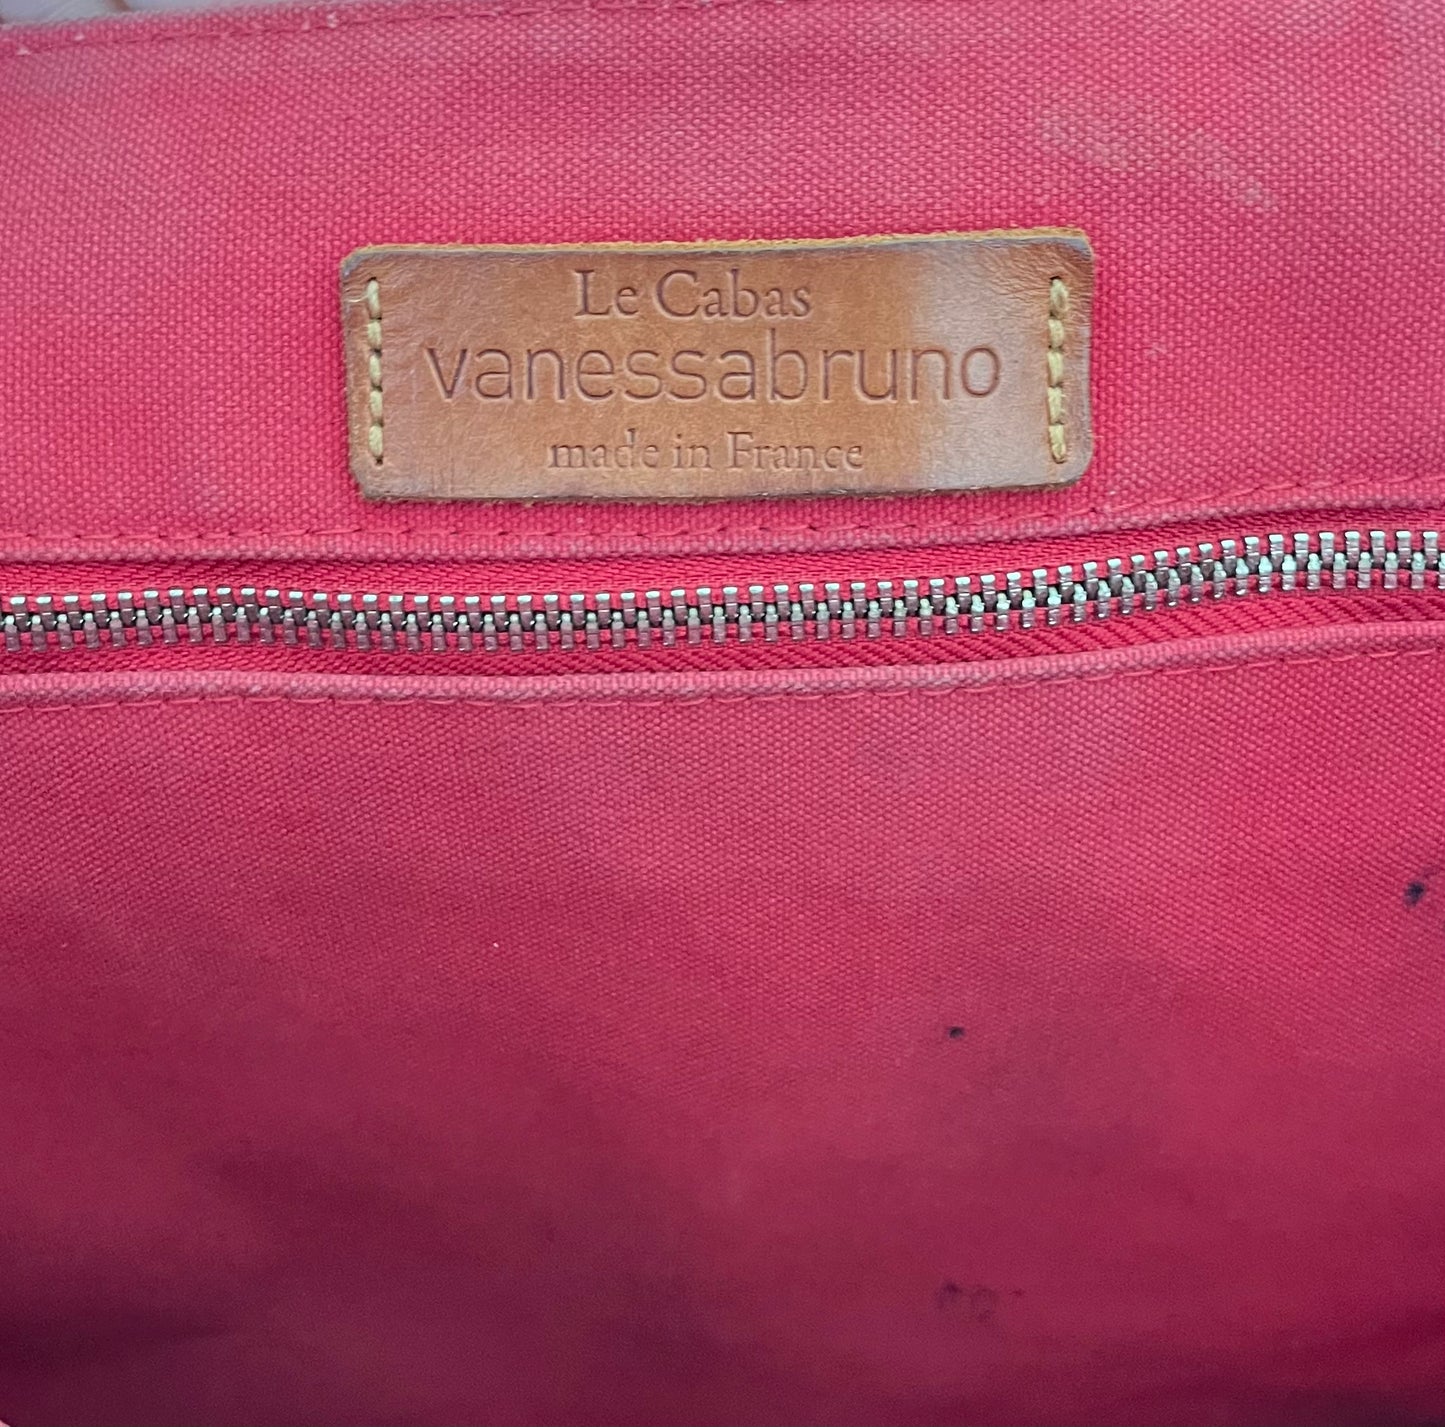 Le Cabas
vanessabruno
made in France